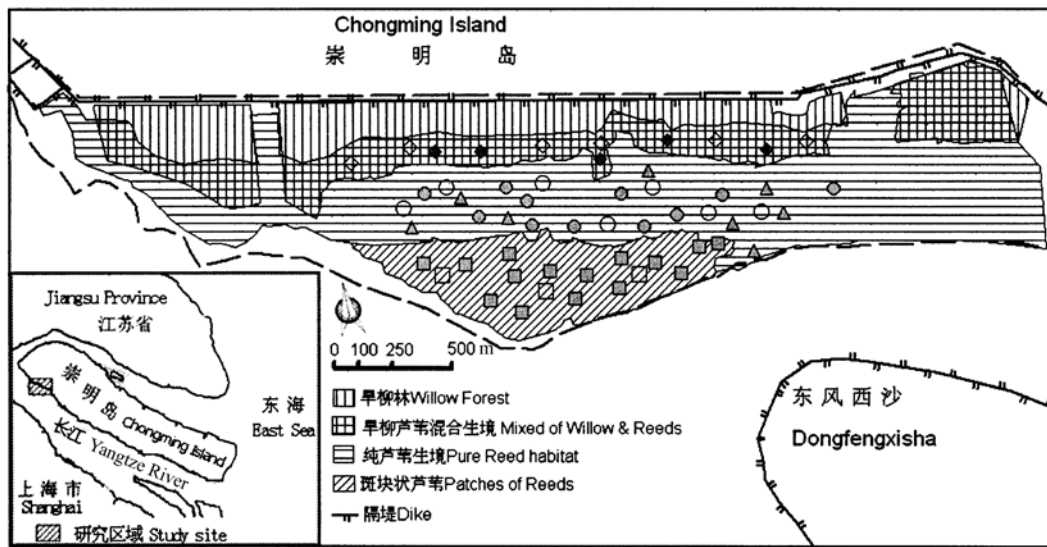 Chongming Island
崇 明 岛
Jiangsu Province
江苏省
崇明岛 Chongming Island
东海
East Sea
长江 Yangtze River
上海市
Shanghai
研究区域 Study site
0 100 250 500 m
旱柳林Willow Forest
旱柳芦苇混合生境 Mixed of Willow & Reeds
纯芦苇生境Pure Reed habitat
斑块状芦苇Patches of Reeds
隔堤Dike
东风西沙
Dongfengxisha